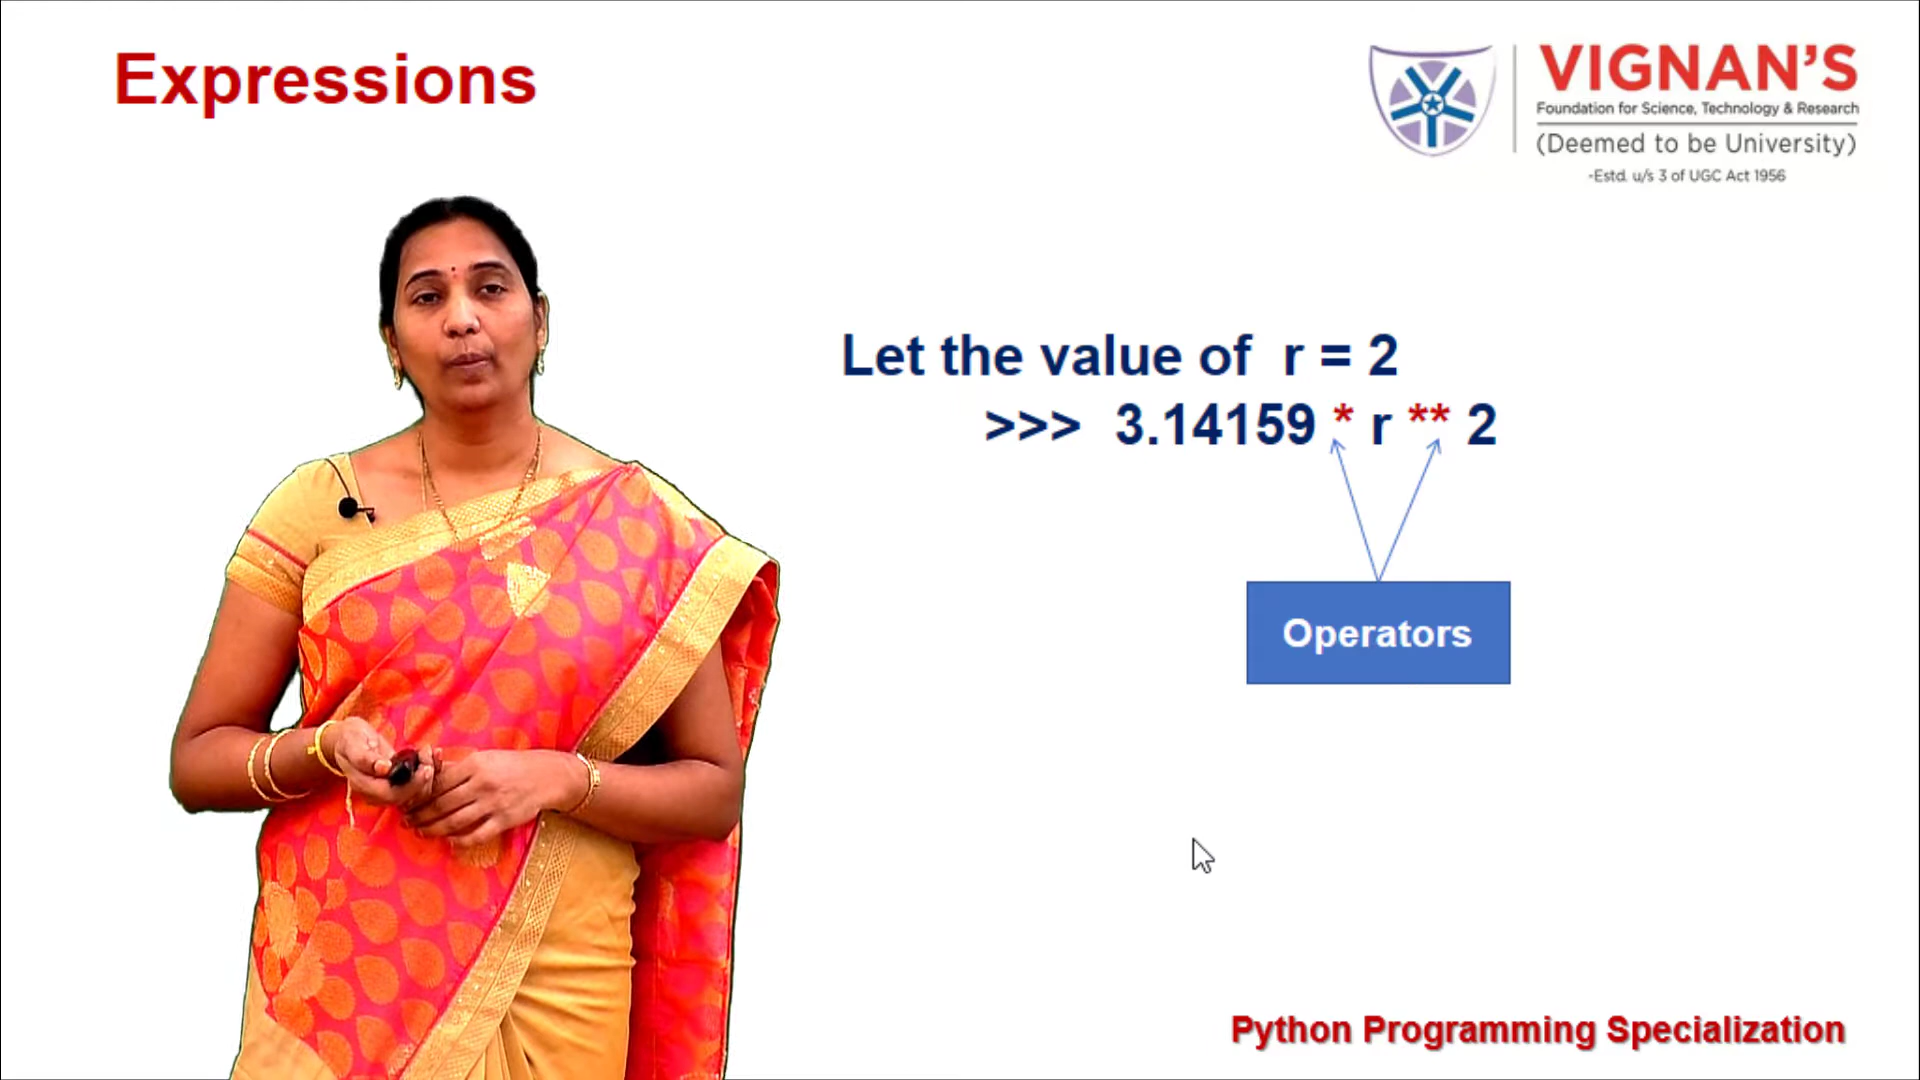 Expressions
VIGNAN'S
Foundation for Science, Technology & Research
(Deemed to be University)
-Estd. u/s 3 of UGC Act 1956
Let the value of r = 2
>>> 3.14159 * r ** 2
Operators
Python Programming Specialization